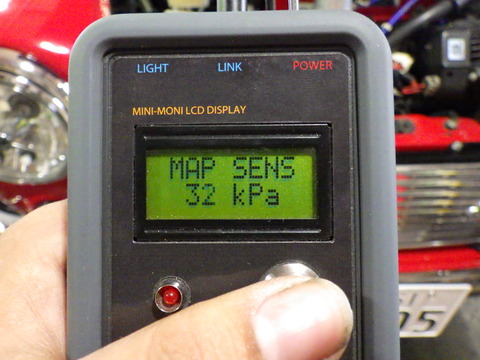 LIGHT LINK POWER
MINI-MONI LCD DISPLAY
MAP SENS
32 kPa